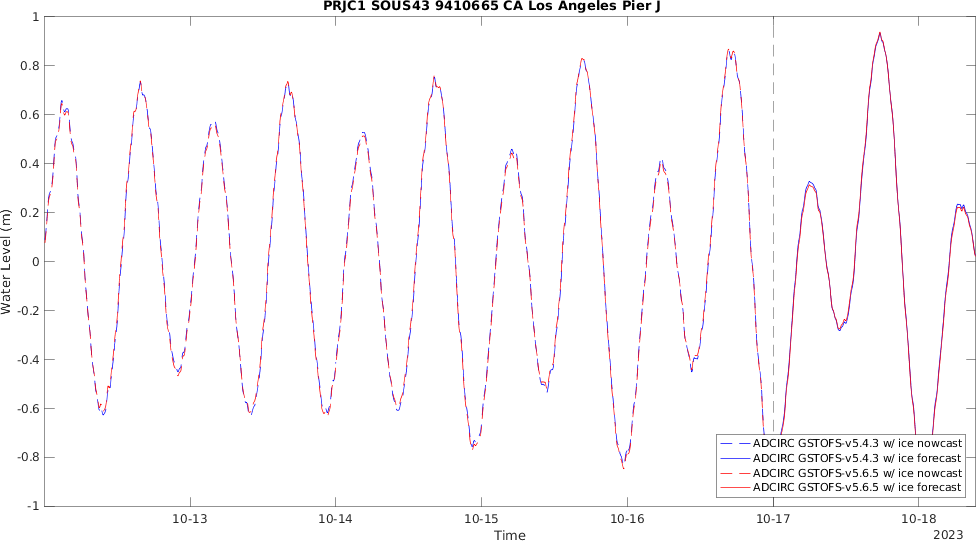 PRJC1 SOUS43 9410665 CA Los Angeles Pier J
1
0.8
0.6
0.4
0.2
0
-0.2
-0.4
-0.6
-0.8
-1
Water Level (m)
ADCIRC GSTOFS-v5.4.3 w/ ice nowcast
ADCIRC GSTOFS-v5.4.3 w/ ice forecast
ADCIRC GSTOFS-v5.6.5 w/ ice nowcast
ADCIRC GSTOFS-v5.6.5 w/ ice forecast
10-13 10-14 10-15 10-16 10-17 10-18
Time
2023